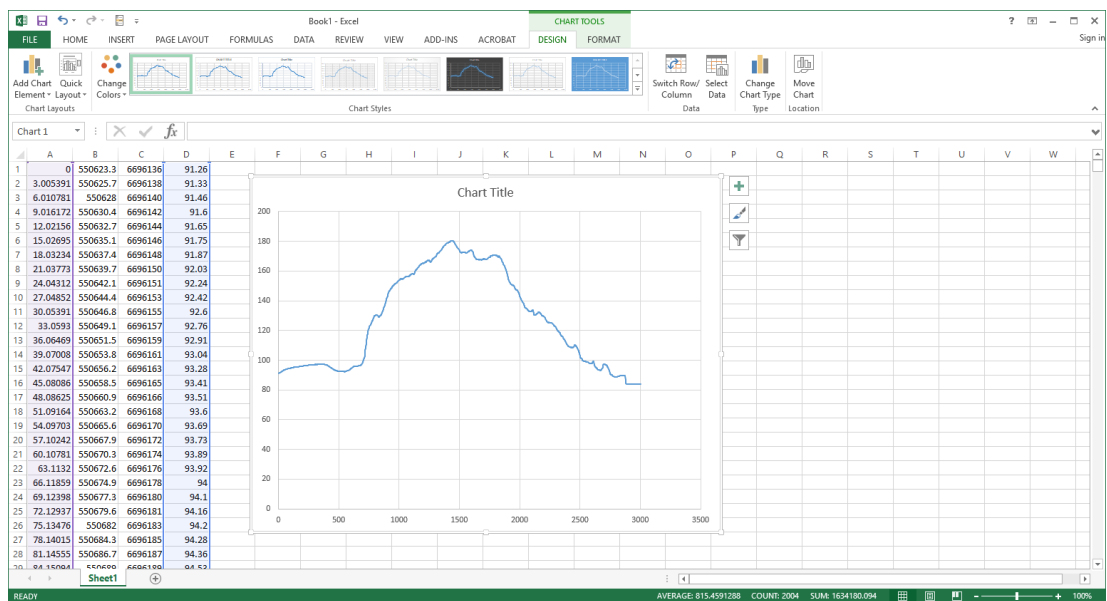 Book1 - Excel
CHART TOOLS
FILE HOME INSERT PAGE LAYOUT FORMULAS DATA REVIEW VIEW ADD-INS ACROBAT DESIGN FORMAT
Sign in
Add Chart Element Quick Layout Change Colors Switch Row/ Column Select Data Change Chart Type Move Chart
Chart Layouts Chart Styles Data Type Location
Chart 1 fx
A B C D E F G H I J K L M N O P Q R S T U V W
1 0 550623.3 6696136 91.26
2 3.005391 550625.7 6696138 91.33
3 6.010781 550628 6696140 91.46
4 9.016172 550630.4 6696142 91.6
5 12.02156 550632.7 6696144 91.65
6 15.02695 550635.1 6696146 91.75
7 18.03234 550637.4 6696148 91.87
8 21.03773 550639.7 6696150 92.03
9 24.04312 550642.1 6696151 92.24
10 27.04852 550644.4 6696153 92.42
11 30.05391 550646.8 6696155 92.6
12 33.0593 550649.1 6696157 92.76
13 36.06469 550651.5 6696159 92.91
14 39.07008 550653.8 6696161 93.04
15 42.07547 550656.2 6696163 93.28
16 45.08086 550658.5 6696165 93.41
17 48.08625 550660.9 6696166 93.51
18 51.09164 550663.2 6696168 93.6
19 54.09703 550665.6 6696170 93.69
20 57.10242 550667.9 6696172 93.73
21 60.10781 550670.3 6696174 93.89
22 63.1132 550672.6 6696176 93.92
23 66.11859 550674.9 6696178 94
24 69.12398 550677.3 6696180 94.1
25 72.12937 550679.6 6696181 94.16
26 75.13476 550682 6696183 94.2
27 78.14015 550684.3 6696185 94.28
28 81.14555 550686.7 6696187 94.36
29 84.15094 550689 6696189 94.53
Chart Title
200
180
160
140
120
100
80
60
40
20
0
0 500 1000 1500 2000 2500 3000 3500
Sheet1
READY
AVERAGE: 815.4591288 COUNT: 2004 SUM: 1634180.094 100%